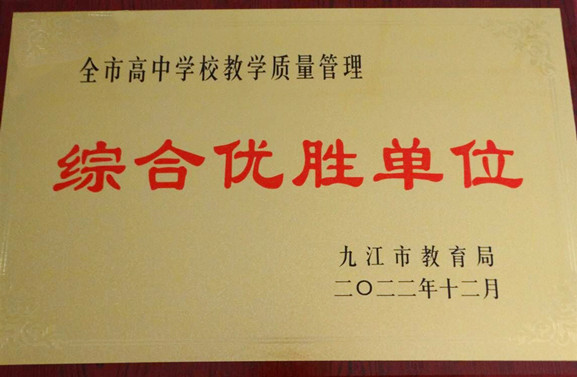 全市高中学校教学质量管理
综合优胜单位
九江市教育局
二〇二二年十二月